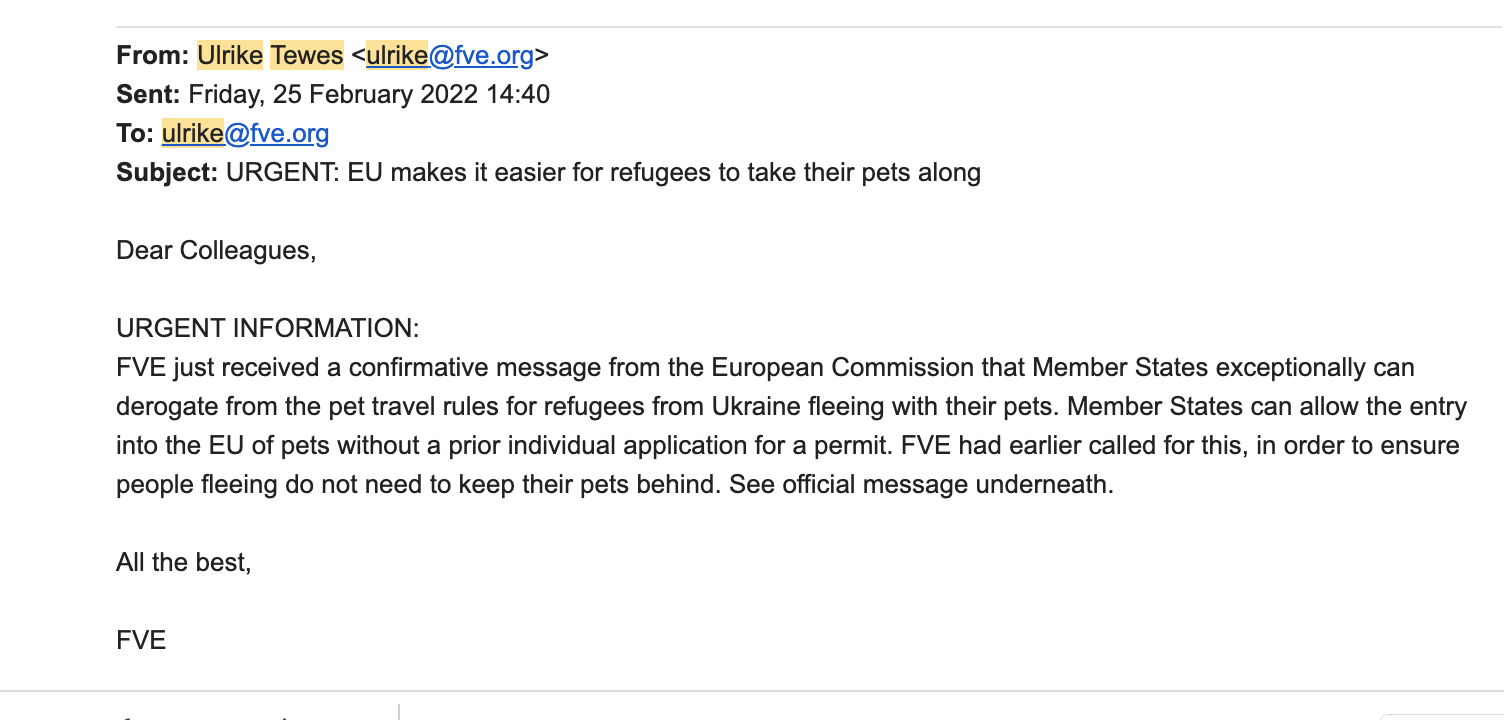 From: Ulrike Tewes <ulrike@fve.org>
Sent: Friday, 25 February 2022 14:40
To: ulrike@fve.org
Subject: URGENT: EU makes it easier for refugees to take their pets along
Dear Colleagues,
URGENT INFORMATION:
FVE just received a confirmative message from the European Commission that Member States exceptionally can
derogate from the pet travel rules for refugees from Ukraine fleeing with their pets. Member States can allow the entry
into the EU of pets without a prior individual application for a permit. FVE had earlier called for this, in order to ensure
people fleeing do not need to keep their pets behind. See official message underneath.
All the best,
FVE